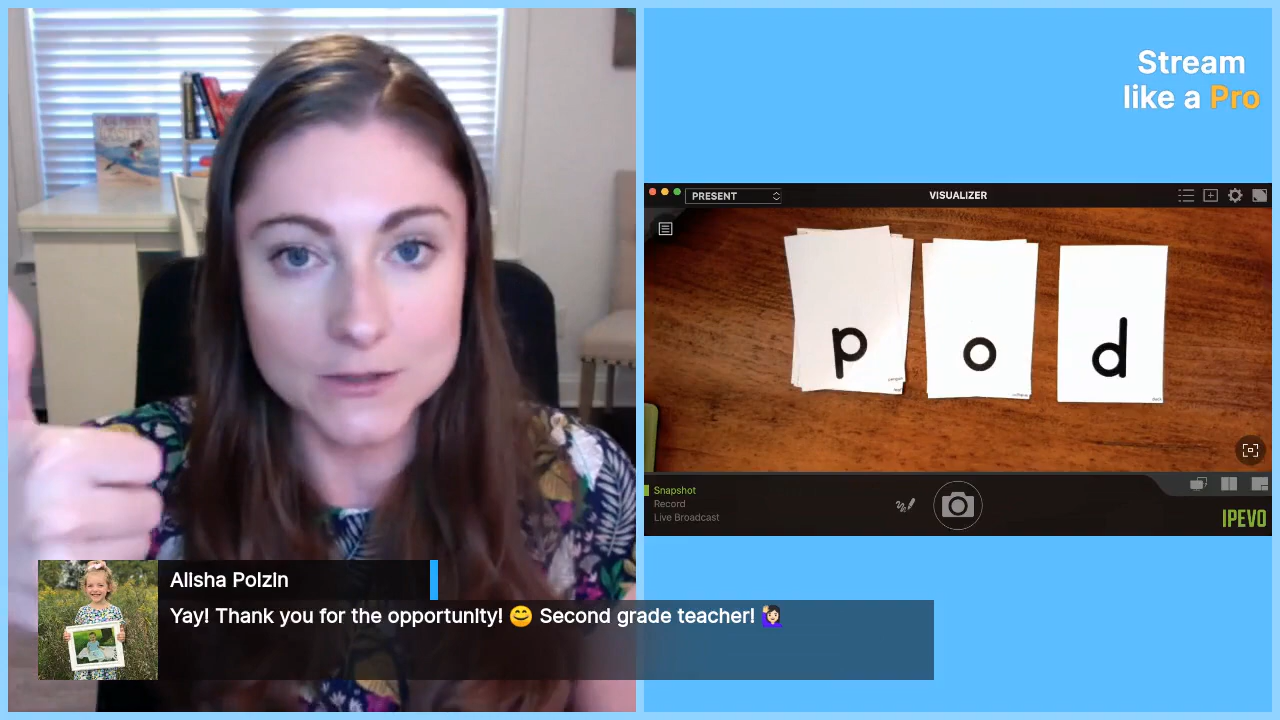 Stream
like a Pro
PRESENT
VISUALIZER
p
o
d
duck
Snapshot
Record
Live Broadcast
IPEVO
Alisha Polzin
Yay! Thank you for the opportunity! 😊 Second grade teacher! 🙋🏻‍♀️